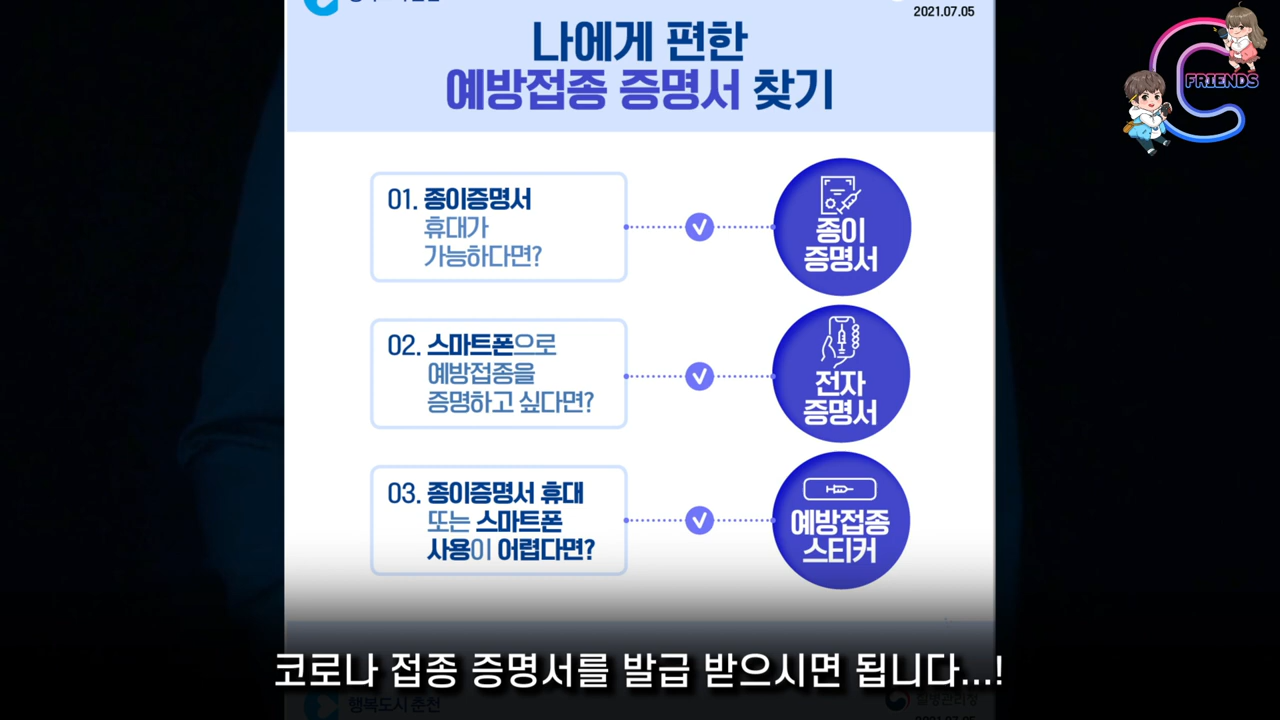 2021.07.05
나에게 편한
예방접종 증명서 찾기
FRIENDS
01. 종이증명서
휴대가
가능하다면?
종이
증명서
02. 스마트폰으로
예방접종을
증명하고 싶다면?
전자
증명서
03. 종이증명서 휴대
또는 스마트폰
사용이 어렵다면?
예방접종
스티커
코로나 접종 증명서를 발급 받으시면 됩니다...!
행복도시 춘천
질병관리청